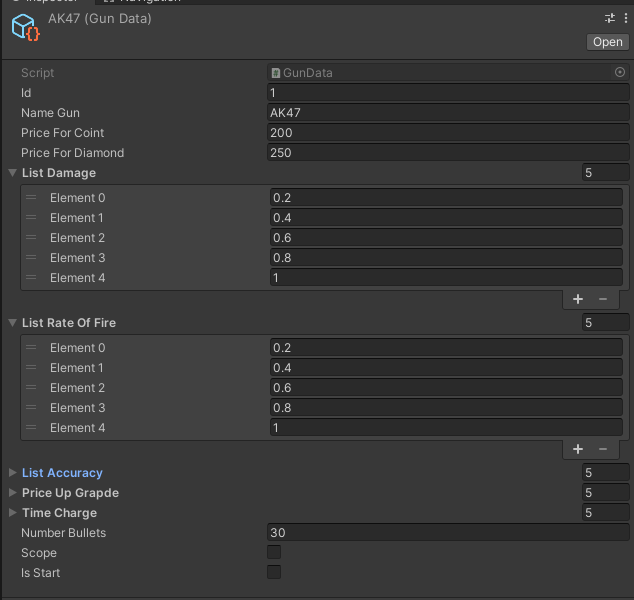 AK47 (Gun Data)
Open
Script GunData
Id 1
Name Gun AK47
Price For Coint 200
Price For Diamond 250
List Damage 5
Element 0 0.2
Element 1 0.4
Element 2 0.6
Element 3 0.8
Element 4 1
List Rate Of Fire 5
Element 0 0.2
Element 1 0.4
Element 2 0.6
Element 3 0.8
Element 4 1
List Accuracy 5
Price Up Grapde 5
Time Charge 5
Number Bullets 30
Scope
Is Start